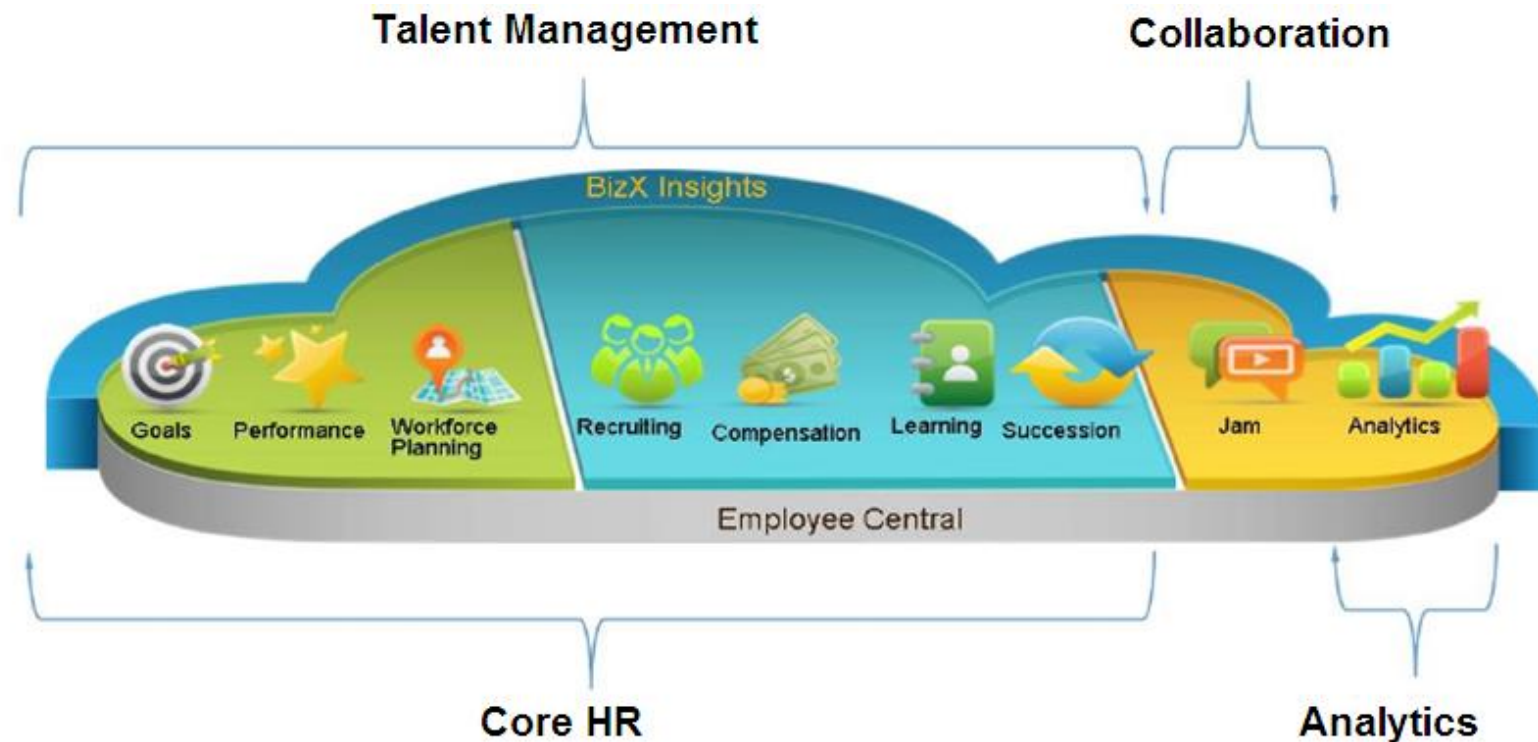 Talent Management
Collaboration
BizX Insights
Goals
Performance
Workforce
Planning
Recruiting
Compensation
Learning
Succession
Jam
Analytics
Employee Central
Core HR
Analytics